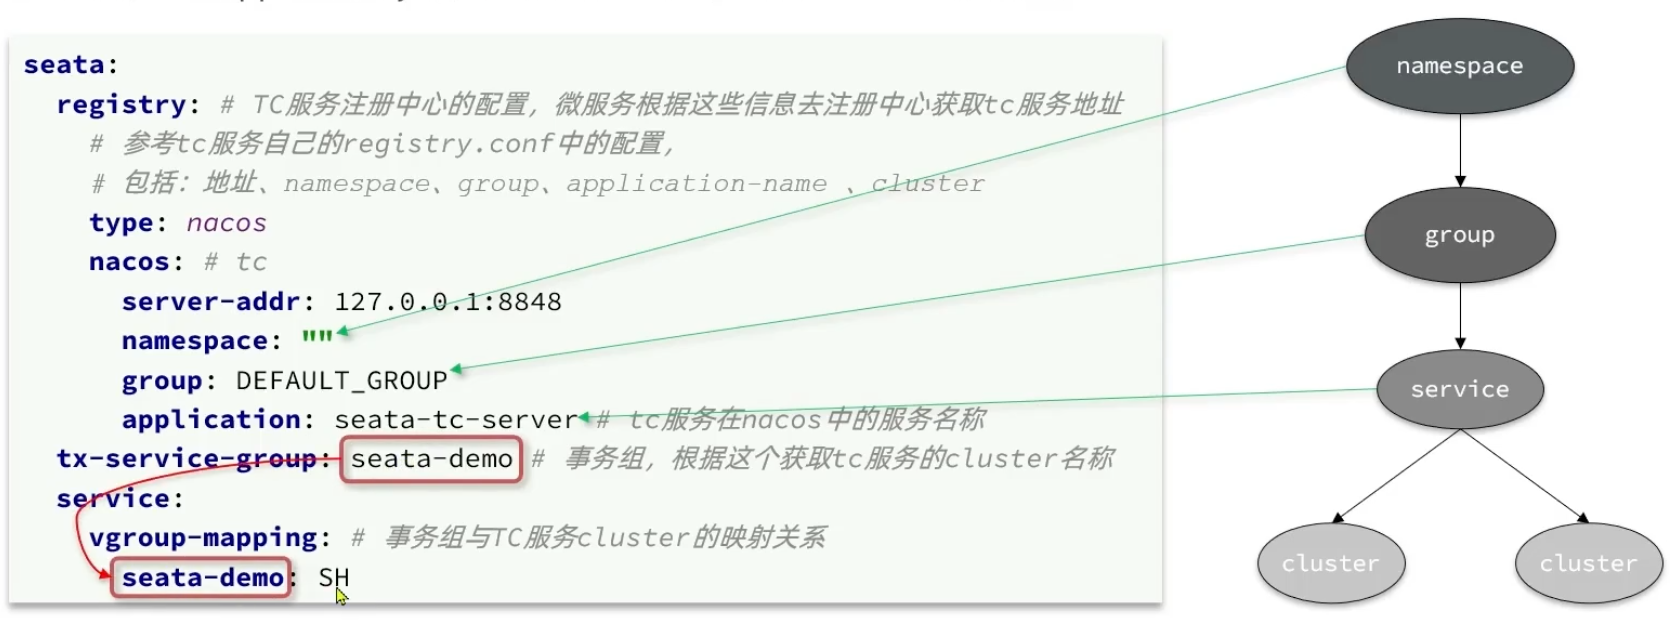 seata:
registry: # TC服务注册中心的配置，微服务根据这些信息去注册中心获取tc服务地址
# 参考tc服务自己的registry.conf中的配置，
# 包括：地址、namespace、group、application-name 、cluster
type: nacos
nacos: # tc
server-addr: 127.0.0.1:8848
namespace: ""
group: DEFAULT_GROUP
application: seata-tc-server # tc服务在nacos中的服务名称
tx-service-group: seata-demo # 事务组，根据这个获取tc服务的cluster名称
service:
vgroup-mapping: # 事务组与TC服务cluster的映射关系
seata-demo: SH
namespace
group
service
cluster
cluster